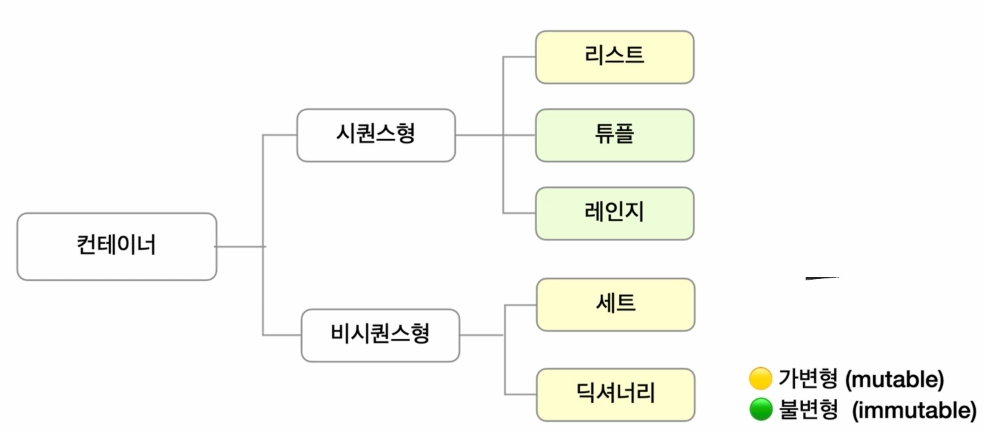 리스트
시퀀스형
튜플
레인지
컨테이너
세트
비시퀀스형
딕셔너리
가변형 (mutable)
불변형 (immutable)